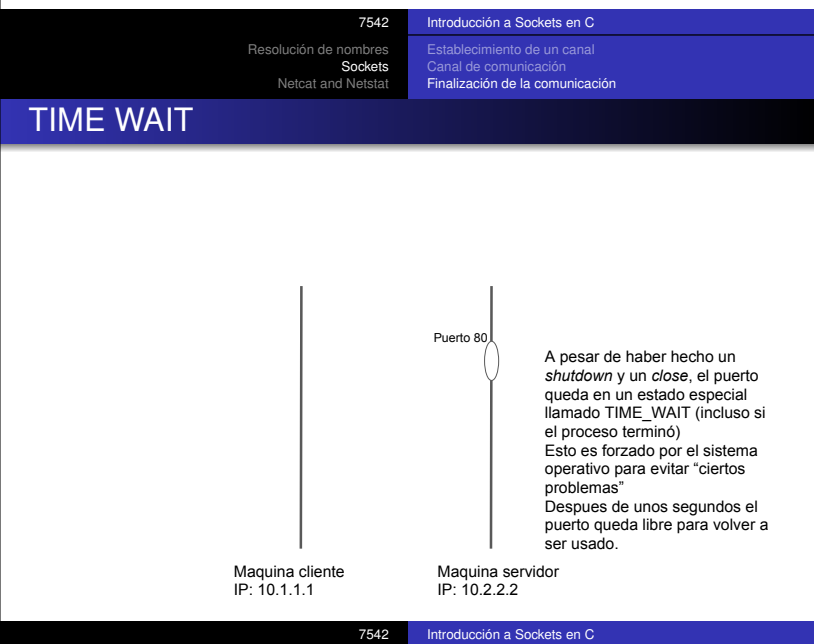 7542
Introducción a Sockets en C
Resolución de nombres
Sockets
Netcat and Netstat
Establecimiento de un canal
Canal de comunicación
Finalización de la comunicación
TIME WAIT
Puerto 80
A pesar de haber hecho un
shutdown y un close, el puerto
queda en un estado especial
llamado TIME_WAIT (incluso si
el proceso terminó)
Esto es forzado por el sistema
operativo para evitar “ciertos
problemas”
Despues de unos segundos el
puerto queda libre para volver a
ser usado.
Maquina cliente
IP: 10.1.1.1
Maquina servidor
IP: 10.2.2.2
7542
Introducción a Sockets en C